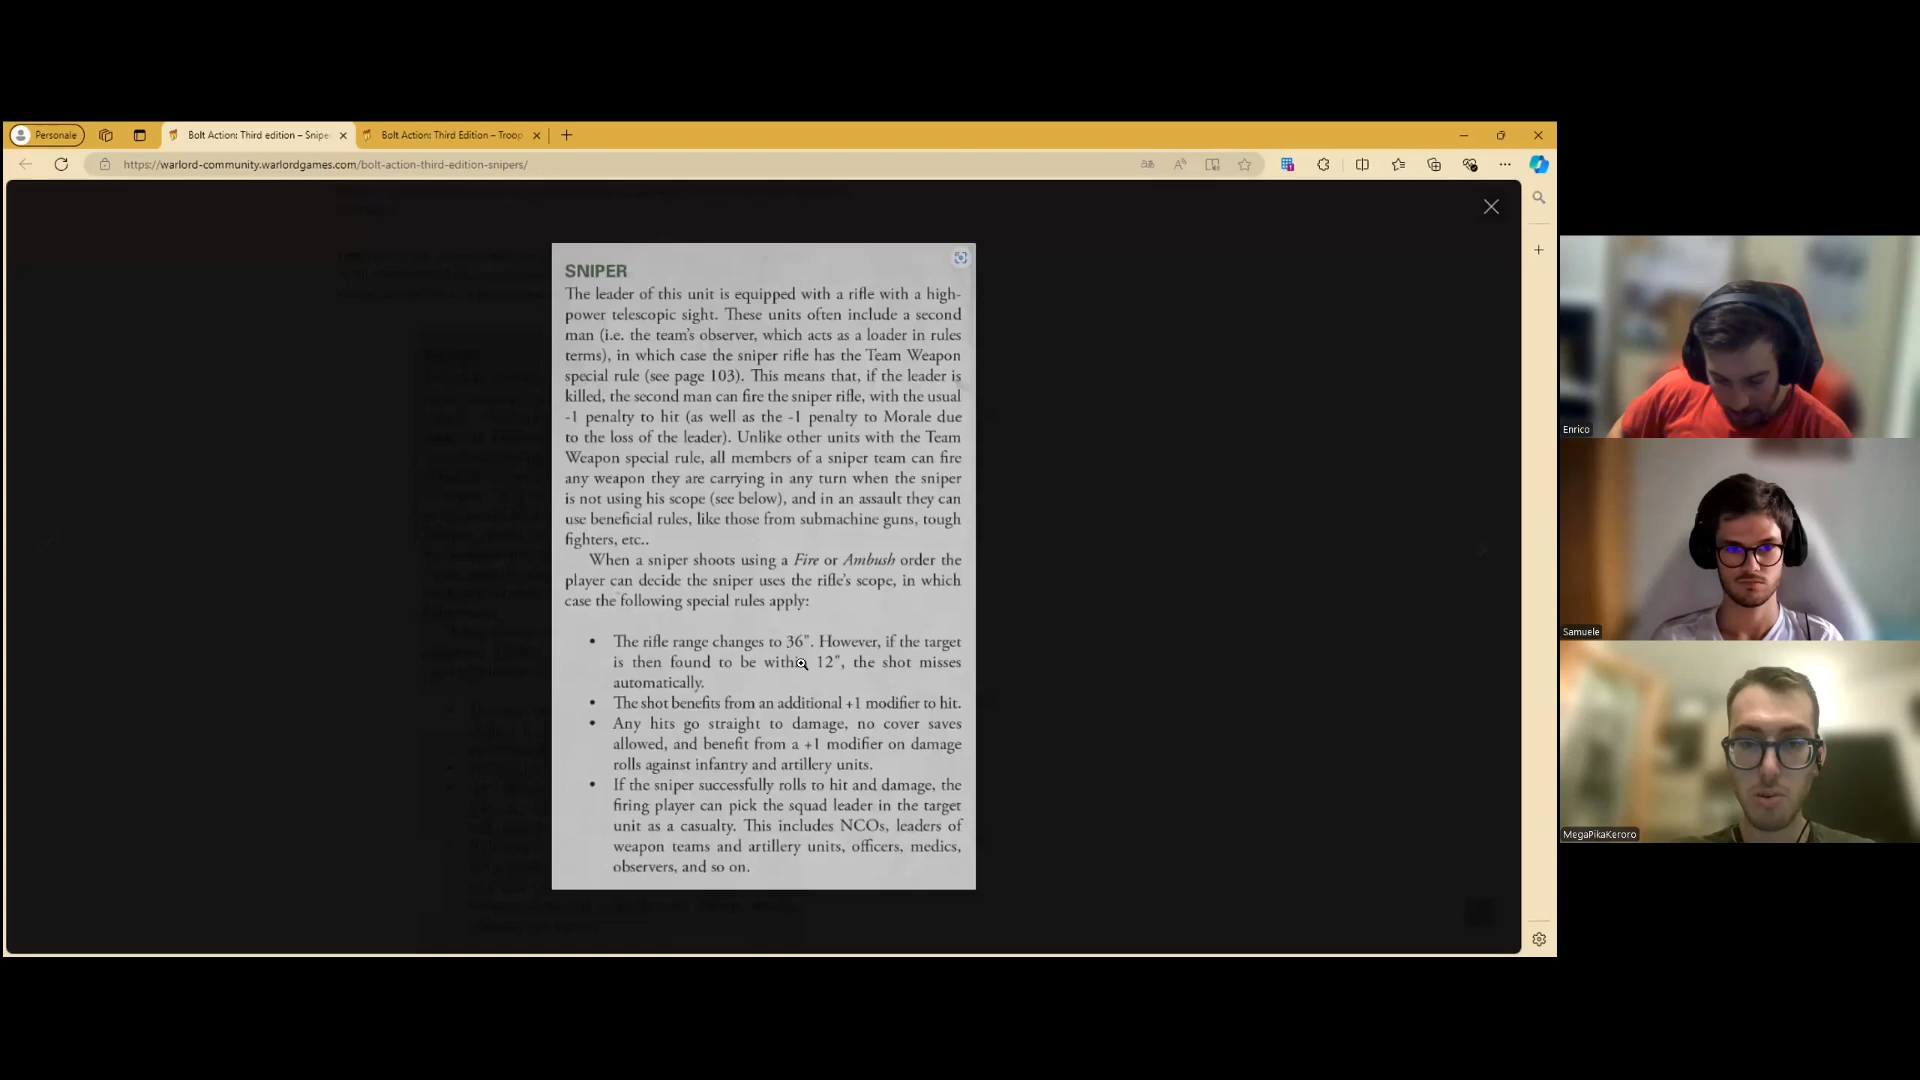 Personale
Bolt Action: Third edition – Snipe
Bolt Action: Third Edition – Troop
https://warlord-community.warlordgames.com/bolt-action-third-edition-snipers/
SNIPER
The leader of this unit is equipped with a rifle with a high-
power telescopic sight. These units often include a second
man (i.e. the team's observer, which acts as a loader in rules
terms), in which case the sniper rifle has the Team Weapon
special rule (see page 103). This means that, if the leader is
killed, the second man can fire the sniper rifle, with the usual
-1 penalty to hit (as well as the -1 penalty to Morale due
to the loss of the leader). Unlike other units with the Team
Weapon special rule, all members of a sniper team can fire
any weapon they are carrying in any turn when the sniper
is not using his scope (see below), and in an assault they can
use beneficial rules, like those from submachine guns, tough
fighters, etc..
When a sniper shoots using a Fire or Ambush order the
player can decide the sniper uses the rifle's scope, in which
case the following special rules apply:
• The rifle range changes to 36". However, if the target
is then found to be within 12", the shot misses
automatically.
• The shot benefits from an additional +1 modifier to hit.
• Any hits go straight to damage, no cover saves
allowed, and benefit from a +1 modifier on damage
rolls against infantry and artillery units.
• If the sniper successfully rolls to hit and damage, the
firing player can pick the squad leader in the target
unit as a casualty. This includes NCOs, leaders of
weapon teams and artillery units, officers, medics,
observers, and so on.
Enrico
Samuele
MegaPikaKeroro